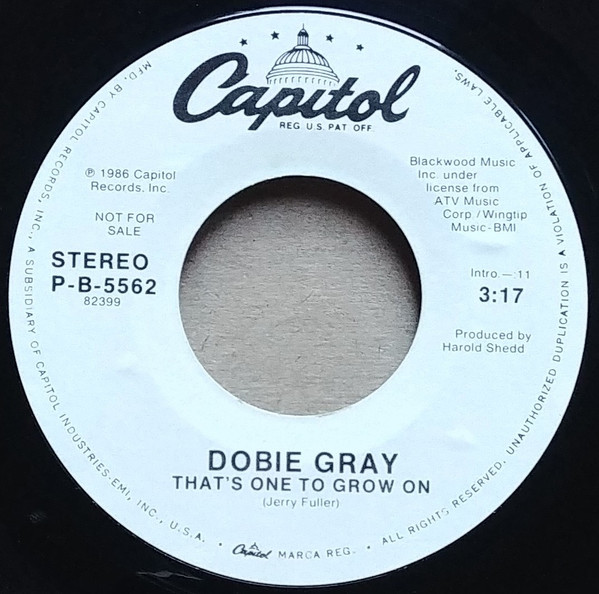 Capitol
REG. U.S. PAT. OFF.
℗ 1986 Capitol
Records, Inc.
NOT FOR
SALE
STEREO
P-B-5562
82399
Blackwood Music
Inc. under
license from
ATV Music
Corp./Wingtip
Music-BMI
Intro.—:11
3:17
Produced by
Harold Shedd
DOBIE GRAY
THAT'S ONE TO GROW ON
(Jerry Fuller)
MFD. BY CAPITOL RECORDS, INC., A SUBSIDIARY OF CAPITOL INDUSTRIES-EMI, INC., U.S.A. • Capitol MARCA REG. • ALL RIGHTS RESERVED. UNAUTHORIZED DUPLICATION IS A VIOLATION OF APPLICABLE LAWS.